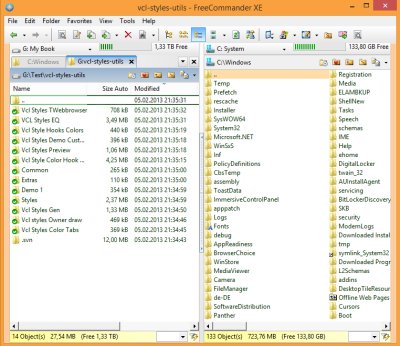 vcl-styles-utils - FreeCommander XE
File Edit Folder Favorites View Tools Help
G: My Book 1,33 TB Free
C:\Windows G:\vcl-styles-utils
G:\Test\vcl-styles-utils
Name Size Auto Modified
.. 05.02.2013 21:35:31
Vcl Styles TWebbrowser 708 kB 05.02.2013 21:35:32
VCL Styles EQ 3,49 MB 05.02.2013 21:35:31
Vcl Style Hooks Colors 440 kB 05.02.2013 21:35:31
Vcl Styles Demo Cust... 447 kB 05.02.2013 21:35:31
Vcl Styles Preview 1,06 MB 05.02.2013 21:35:18
Vcl Style Color Hook ... 4,15 MB 05.02.2013 21:35:15
Common 265 kB 05.02.2013 21:35:00
Extras 110 kB 05.02.2013 21:35:00
Demo 1 354 kB 05.02.2013 21:34:59
Styles 2,37 MB 05.02.2013 21:34:59
Vcl Styles Gen 1,33 MB 05.02.2013 21:34:50
vcl Styles Owner draw 469 kB 05.02.2013 21:34:49
Vcl Styles Color Tabs 369 kB 05.02.2013 21:34:45
.svn 12,00 MB 05.02.2013 21:34:43
14 Object(s) 27,54 MB (Free 1,33 TB)
C: System 133,80 GB Free
C:\Windows
C:\Windows
..
Temp
Prefetch
rescache
Installer
SysWOW64
System32
Microsoft.NET
WinSxS
Inf
PolicyDefinitions
CbsTemp
assembly
ToastData
ImmersiveControlPanel
apppatch
Logs
Fonts
debug
AppReadiness
BrowserChoice
WinStore
MediaViewer
Camera
FileManager
de-DE
SoftwareDistribution
Panther
Registration
Media
ELAMBKUP
ShellNew
Tasks
Speech
schemas
IME
Help
ehome
DigitalLocker
twain_32
AUInstallAgent
servicing
BitLockerDiscovery
SKB
security
ModernLogs
Downloaded Install
tmp
symlink_System32
Downloaded Progr
L2Schemas
addins
DesktopTileResour
Offline Web Pages
Cursors
Boot
133 Object(s) 723,76 MB (Free 133,80 GB)